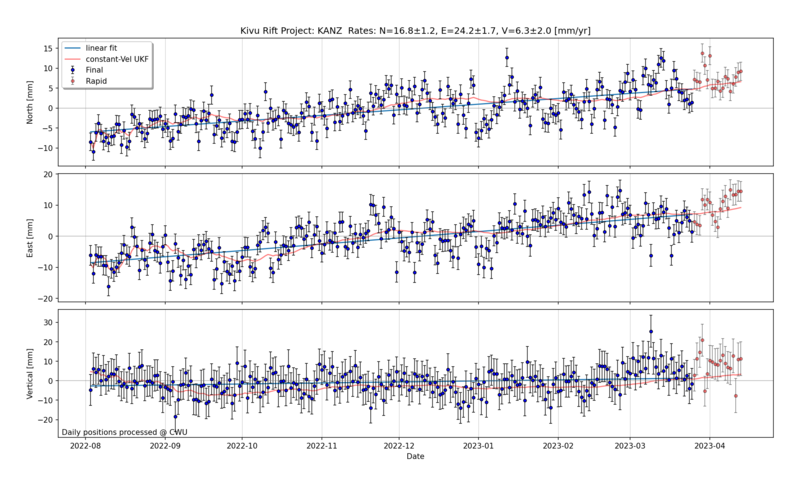 Kivu Rift Project: KANZ  Rates: N=16.8±1.2, E=24.2±1.7, V=6.3±2.0 [mm/yr]
linear fit
constant-Vel UKF
Final
Rapid
North [mm]
15
10
5
0
−5
−10
East [mm]
20
10
0
−10
−20
Vertical [mm]
30
20
10
0
−10
−20
Daily positions processed @ CWU
2022-08
2022-09
2022-10
2022-11
2022-12
2023-01
2023-02
2023-03
2023-04
Date